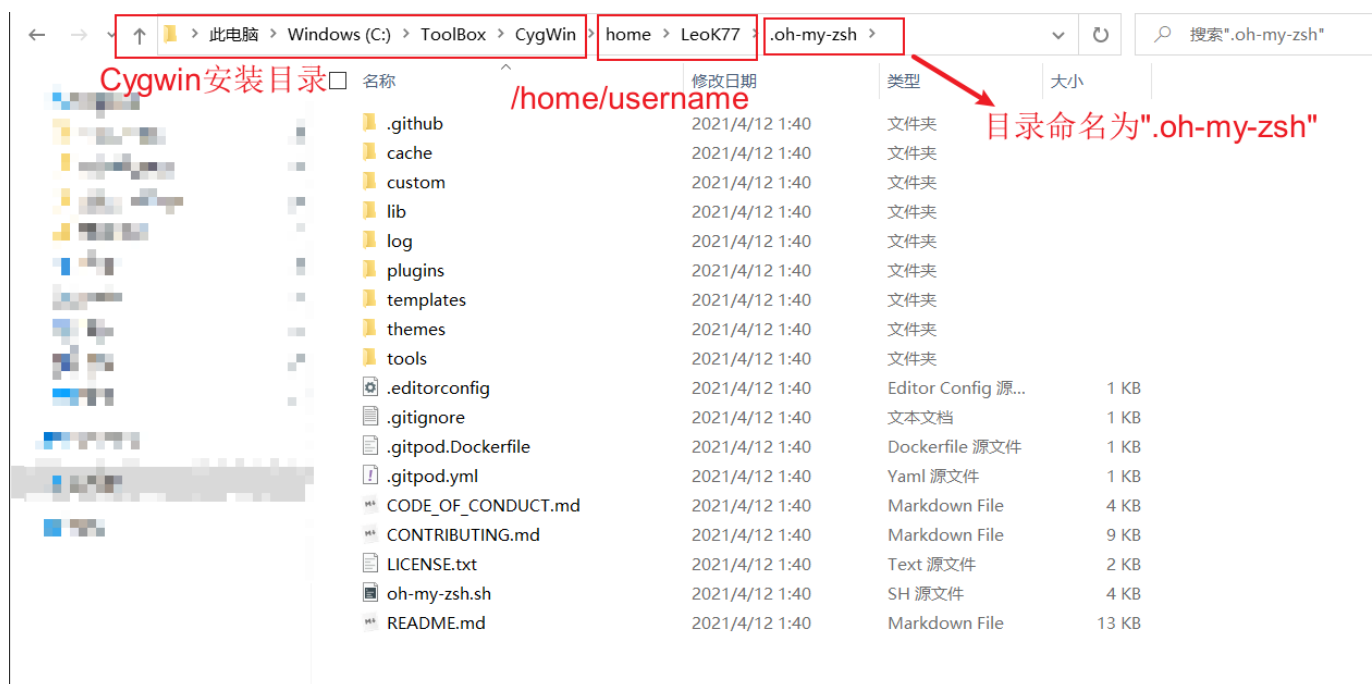 此电脑 > Windows (C:) > ToolBox > CygWin > home > LeoK77 > .oh-my-zsh > 搜索".oh-my-zsh"
Cygwin安装目录
/home/username
目录命名为".oh-my-zsh"
名称 修改日期 类型 大小
.github 2021/4/12 1:40 文件夹
cache 2021/4/12 1:40 文件夹
custom 2021/4/12 1:40 文件夹
lib 2021/4/12 1:40 文件夹
log 2021/4/12 1:40 文件夹
plugins 2021/4/12 1:40 文件夹
templates 2021/4/12 1:40 文件夹
themes 2021/4/12 1:40 文件夹
tools 2021/4/12 1:40 文件夹
.editorconfig 2021/4/12 1:40 Editor Config 源... 1 KB
.gitignore 2021/4/12 1:40 文本文档 1 KB
.gitpod.Dockerfile 2021/4/12 1:40 Dockerfile 源文件 1 KB
.gitpod.yml 2021/4/12 1:40 Yaml 源文件 1 KB
CODE_OF_CONDUCT.md 2021/4/12 1:40 Markdown File 4 KB
CONTRIBUTING.md 2021/4/12 1:40 Markdown File 9 KB
LICENSE.txt 2021/4/12 1:40 Text 源文件 2 KB
oh-my-zsh.sh 2021/4/12 1:40 SH 源文件 4 KB
README.md 2021/4/12 1:40 Markdown File 13 KB